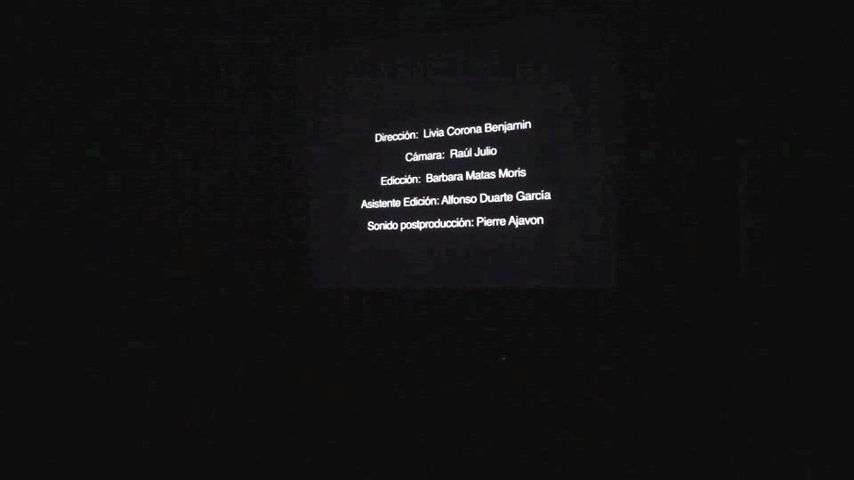 Dirección: Livia Corona Benjamin
Cámara: Raúl Julio
Edicción: Barbara Matas Moris
Asistente Edición: Alfonso Duarte García
Sonido postproducción: Pierre Ajavon